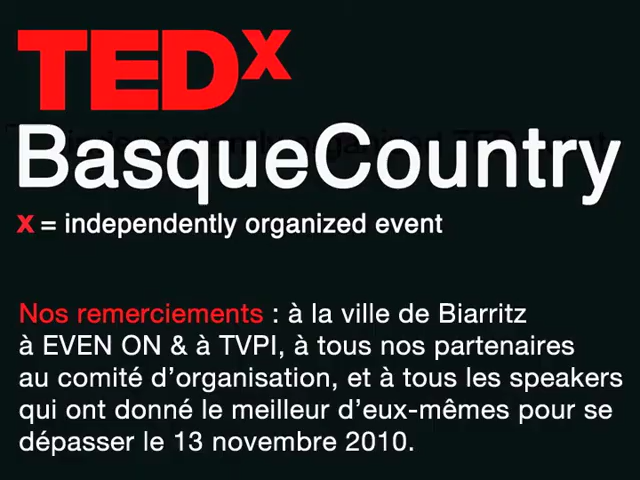 TEDx
BasqueCountry
x = independently organized event
Nos remerciements : à la ville de Biarritz
à EVEN ON & à TVPI, à tous nos partenaires
au comité d'organisation, et à tous les speakers
qui ont donné le meilleur d'eux-mêmes pour se
dépasser le 13 novembre 2010.